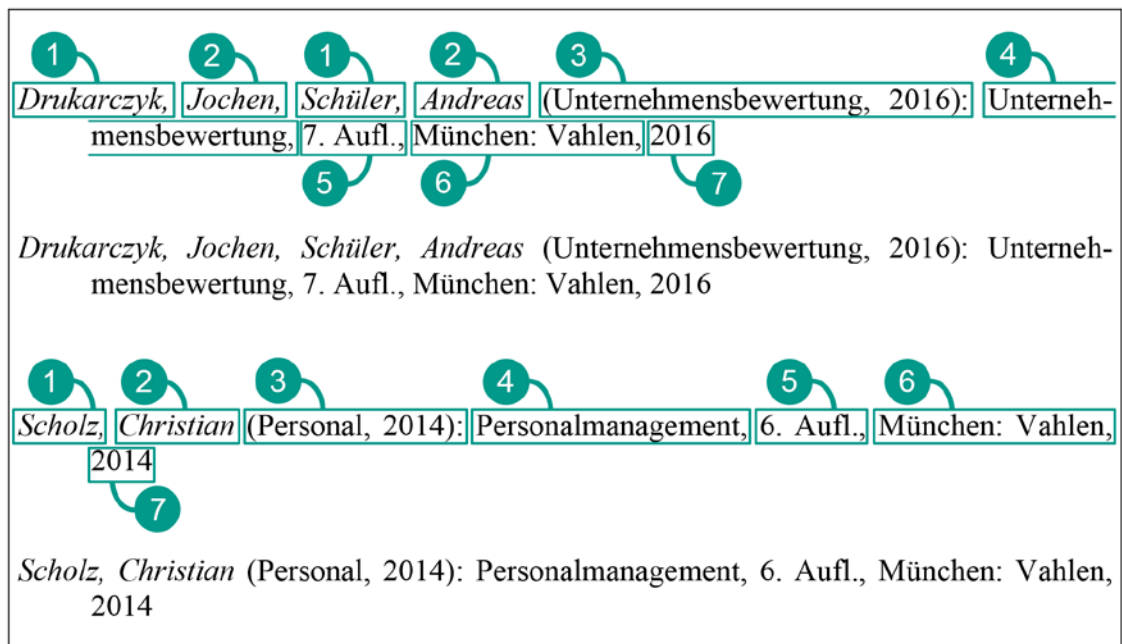 1 2 1 2 3 4
Drukarczyk, Jochen, Schüler, Andreas (Unternehmensbewertung, 2016): Unterneh-
mensbewertung, 7. Aufl., München: Vahlen, 2016
5 6 7
Drukarczyk, Jochen, Schüler, Andreas (Unternehmensbewertung, 2016): Unterneh-
mensbewertung, 7. Aufl., München: Vahlen, 2016
1 2 3 4 5 6
Scholz, Christian (Personal, 2014): Personalmanagement, 6. Aufl., München: Vahlen,
2014
7
Scholz, Christian (Personal, 2014): Personalmanagement, 6. Aufl., München: Vahlen,
2014